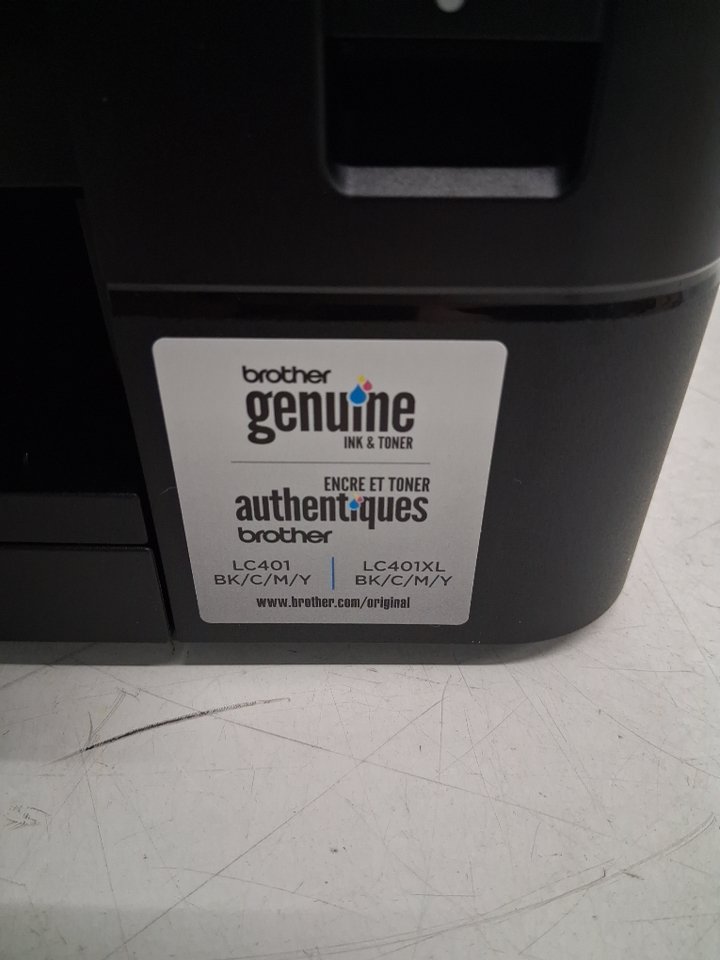 brother
genuine
INK & TONER
ENCRE ET TONER
authentiques
brother
LC401 | LC401XL
BK/C/M/Y | BK/C/M/Y
www.brother.com/original